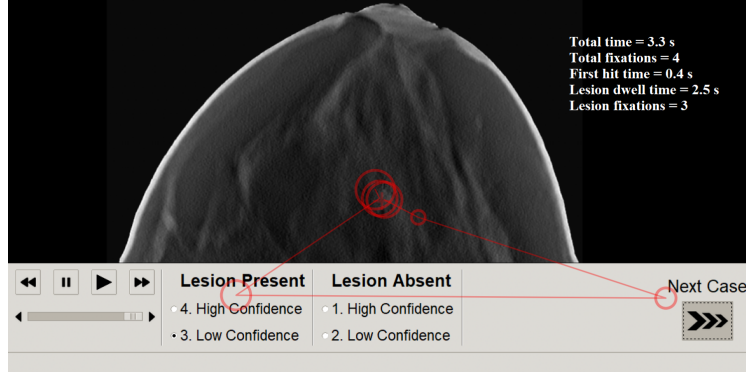 Total time = 3.3 s
Total fixations = 4
First hit time = 0.4 s
Lesion dwell time = 2.5 s
Lesion fixations = 3
Lesion Present
Lesion Absent
Next Case
4. High Confidence
1. High Confidence
3. Low Confidence
2. Low Confidence